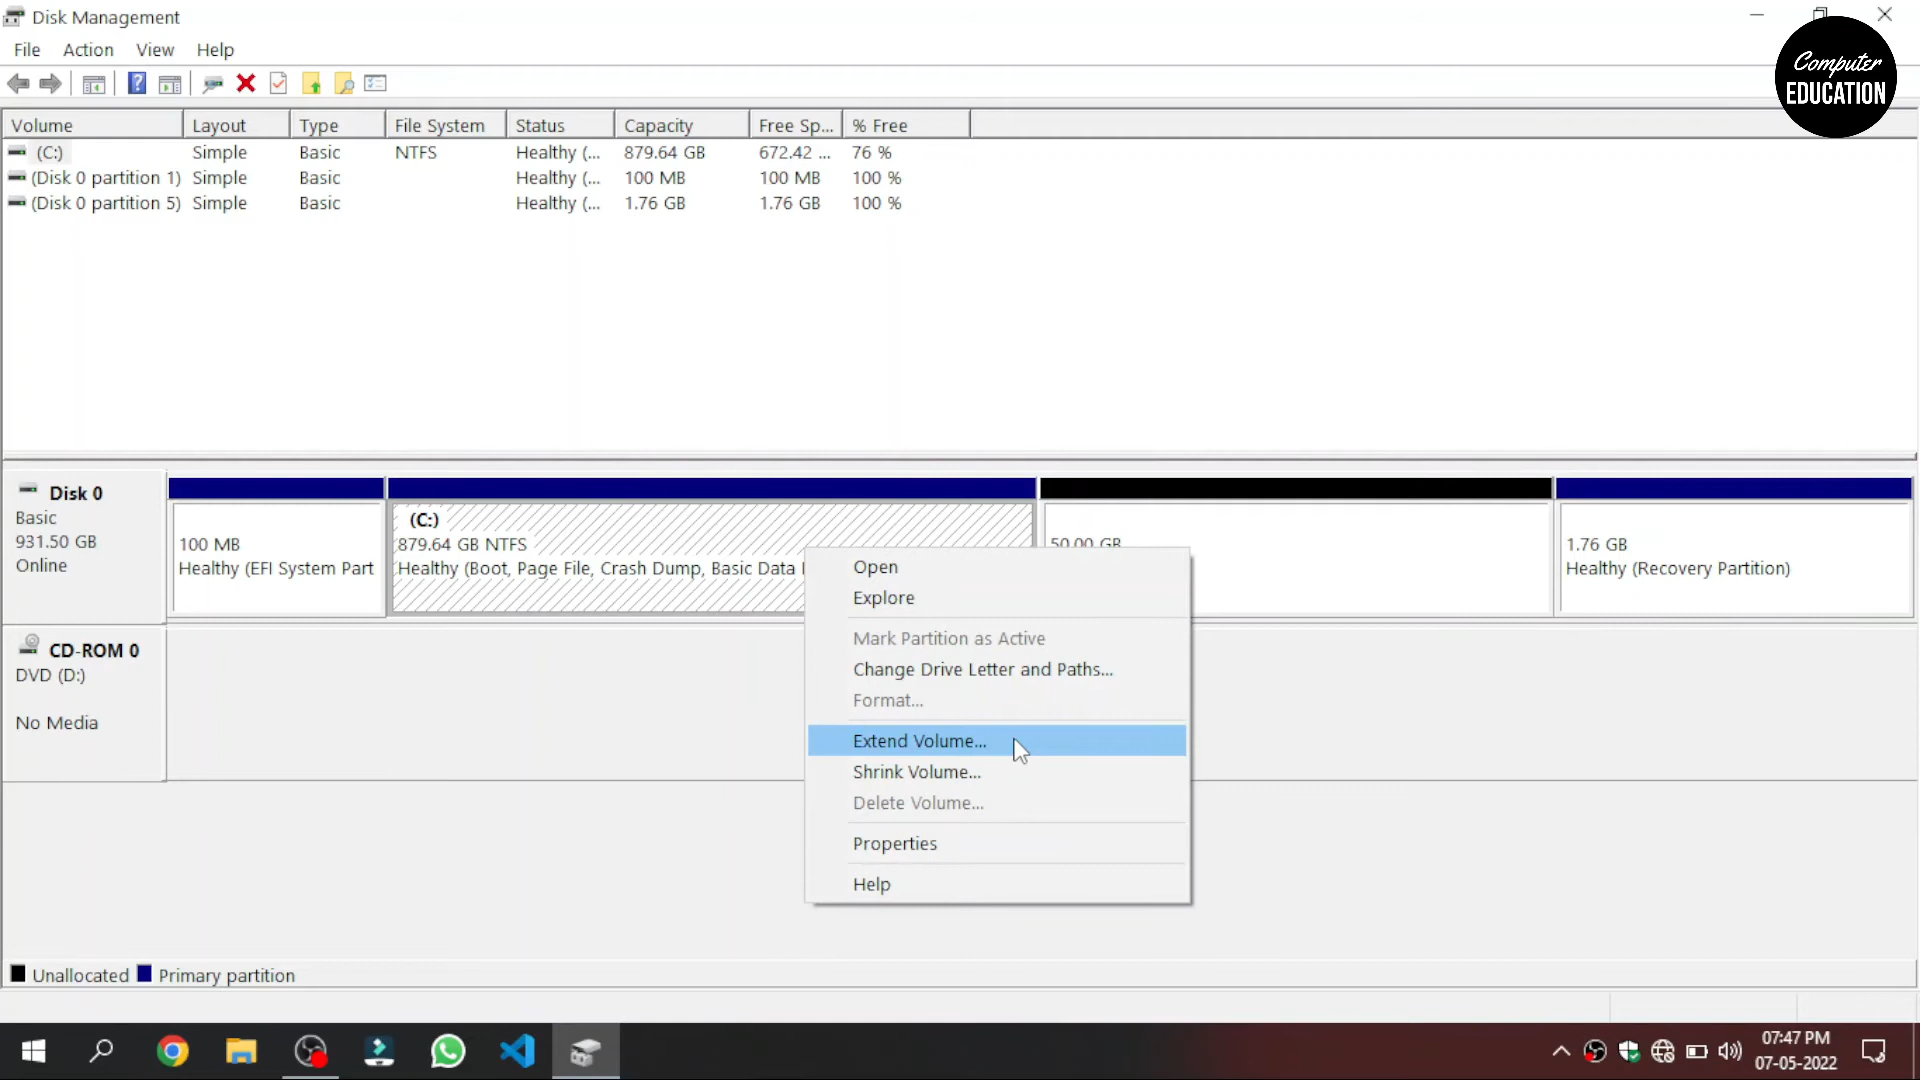 Disk Management
File Action View Help
Computer
EDUCATION
Volume Layout Type File System Status Capacity Free Sp... % Free
(C:) Simple Basic NTFS Healthy (... 879.64 GB 672.42 ... 76 %
(Disk 0 partition 1) Simple Basic Healthy (... 100 MB 100 MB 100 %
(Disk 0 partition 5) Simple Basic Healthy (... 1.76 GB 1.76 GB 100 %
Disk 0
Basic
931.50 GB
Online
100 MB
Healthy (EFI System Part
(C:)
879.64 GB NTFS
Healthy (Boot, Page File, Crash Dump, Basic Data
50.00 GB
1.76 GB
Healthy (Recovery Partition)
CD-ROM 0
DVD (D:)
No Media
Open
Explore
Mark Partition as Active
Change Drive Letter and Paths...
Format...
Extend Volume...
Shrink Volume...
Delete Volume...
Properties
Help
Unallocated Primary partition
07:47 PM
07-05-2022